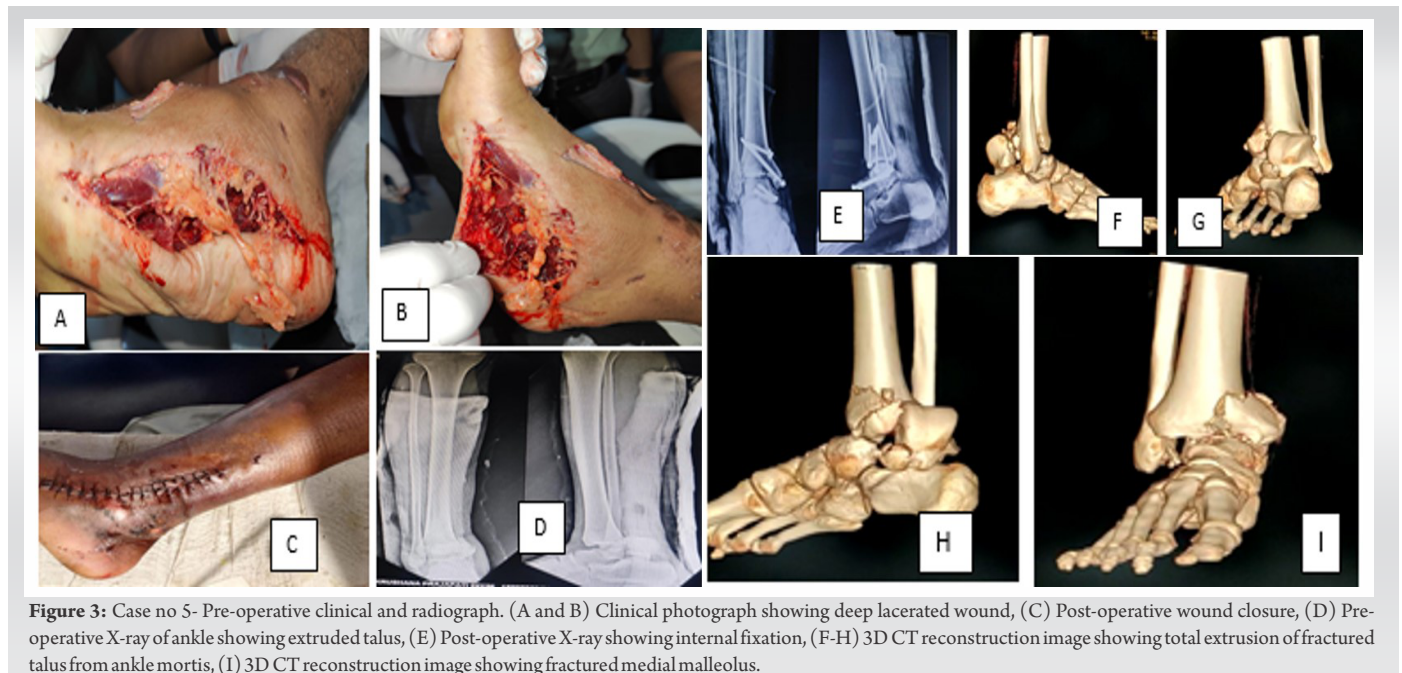 A
B
E
F
G
C
D
H
I
Figure 3: Case no 5- Pre-operative clinical and radiograph. (A and B) Clinical photograph showing deep lacerated wound, (C) Post-operative wound closure, (D) Pre-
operative X-ray of ankle showing extruded talus, (E) Post-operative X-ray showing internal fixation, (F-H) 3D CT reconstruction image showing total extrusion of fractured
talus from ankle mortis, (I) 3D CT reconstruction image showing fractured medial malleolus.